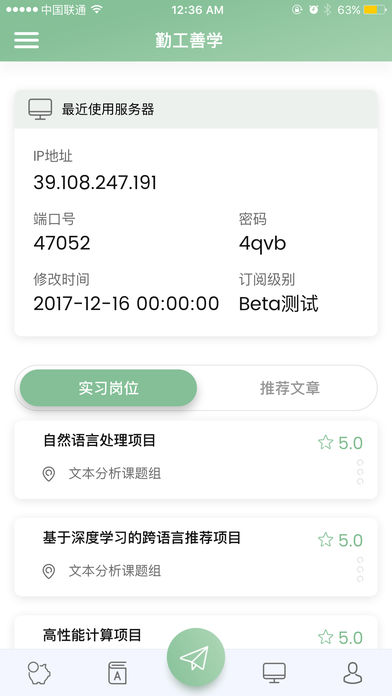 中国联通 12:36 AM 63%
勤工善学
最近使用服务器
IP地址
39.108.247.191
端口号 密码
47052 4qvb
修改时间 订阅级别
2017-12-16 00:00:00 Beta测试
实习岗位 推荐文章
自然语言处理项目 5.0
文本分析课题组
基于深度学习的跨语言推荐项目 5.0
文本分析课题组
高性能计算项目 5.0
A